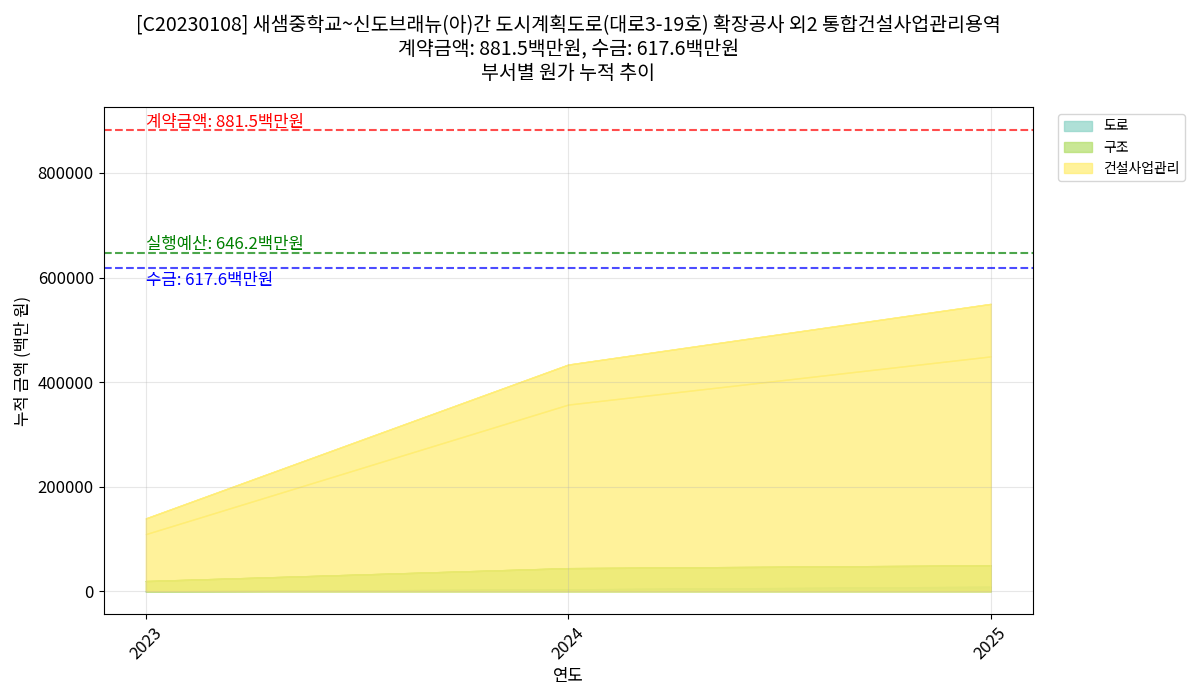 [C20230108] 새샘중학교~신도브래뉴(아)간 도시계획도로(대로3-19호) 확장공사 외2 통합건설사업관리용역
계약금액: 881.5백만원, 수금: 617.6백만원
부서별 원가 누적 추이
계약금액: 881.5백만원
실행예산: 646.2백만원
수금: 617.6백만원
도로
구조
건설사업관리
누적 금액 (백만 원)
800000
600000
400000
200000
0
2023
2024
2025
연도